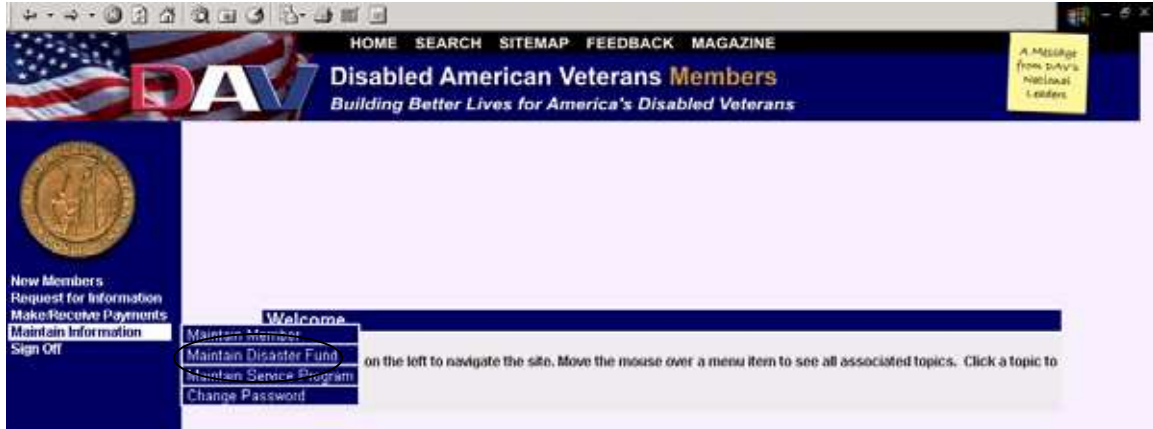 HOME SEARCH SITEMAP FEEDBACK MAGAZINE
DAV
Disabled American Veterans Members
Building Better Lives for America's Disabled Veterans
A Message
from DAV's
National
Leaders
New Members
Request for Information
Make/Receive Payments
Maintain Information
Sign Off
Welcome
Maintain Member
Maintain Disaster Fund
Maintain Service Program
Change Password
on the left to navigate the site. Move the mouse over a menu item to see all associated topics. Click a topic to